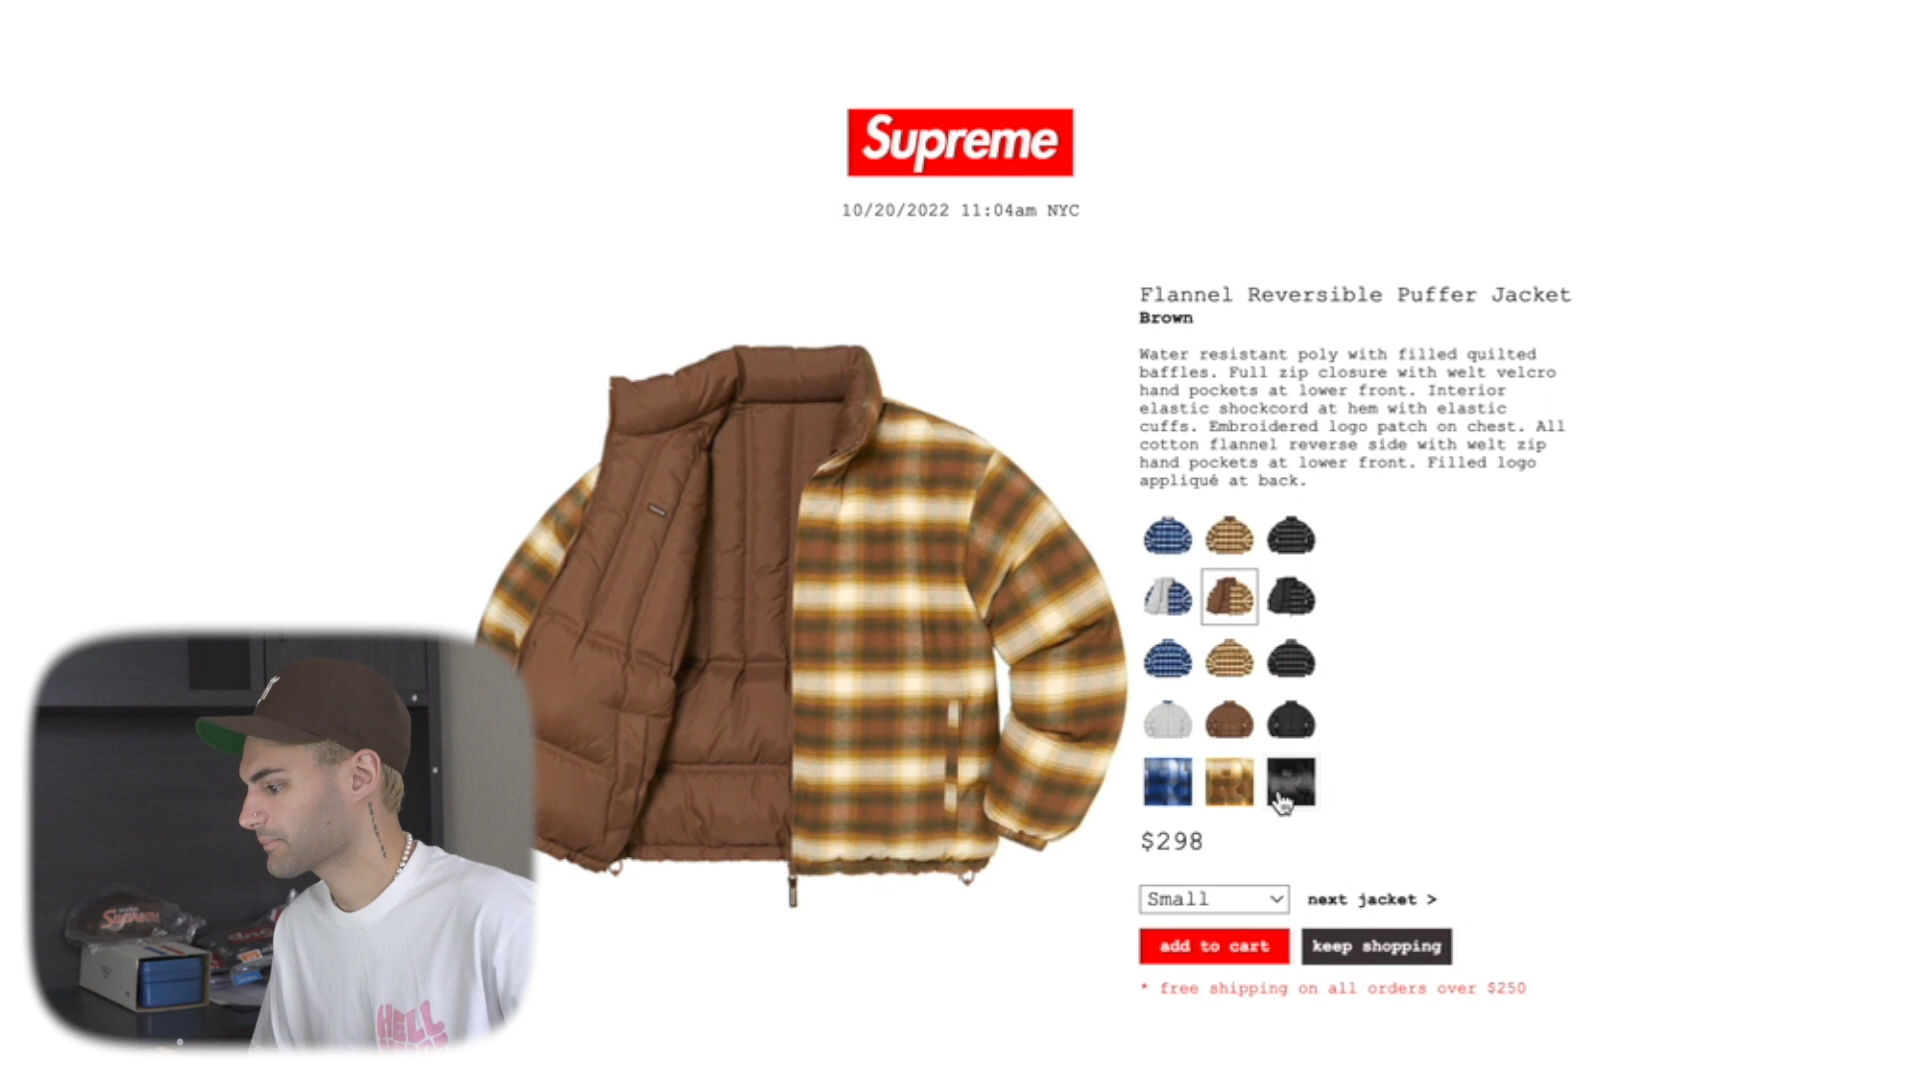 Supreme
10/20/2022 11:04am NYC
Flannel Reversible Puffer Jacket
Brown
Water resistant poly with filled quilted
baffles. Full zip closure with welt velcro
hand pockets at lower front. Interior
elastic shockcord at hem with elastic
cuffs. Embroidered logo patch on chest. All
cotton flannel reverse side with welt zip
hand pockets at lower front. Filled logo
appliqué at back.
$298
Small
next jacket >
add to cart
keep shopping
* free shipping on all orders over $250
Supreme
HELL